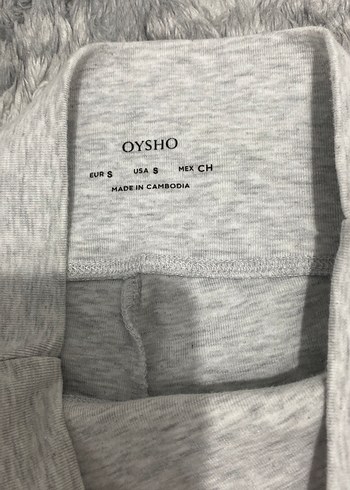 OYSHO
EUR S USA S MEX CH
MADE IN CAMBODIA